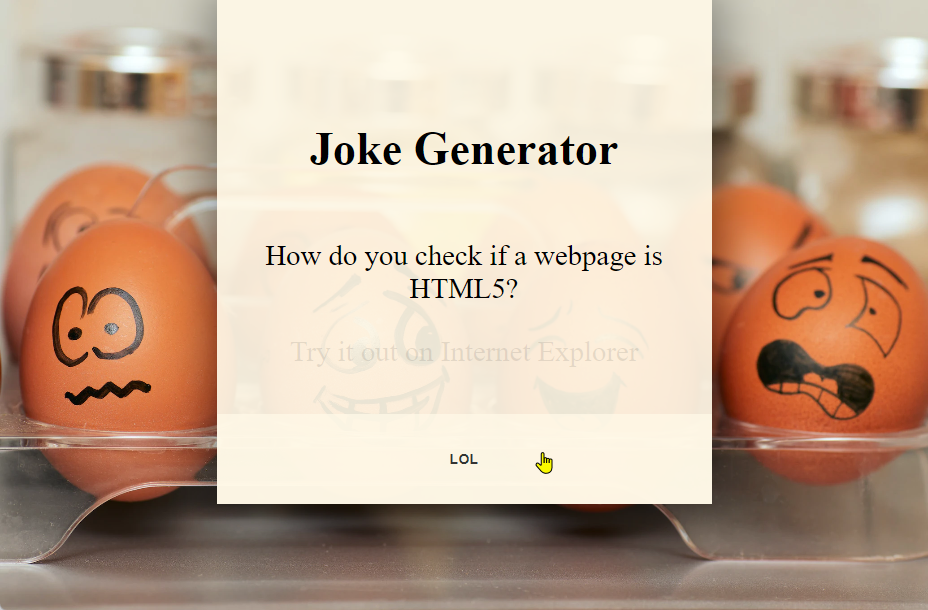 Joke Generator
How do you check if a webpage is
HTML5?
Try it out on Internet Explorer
LOL